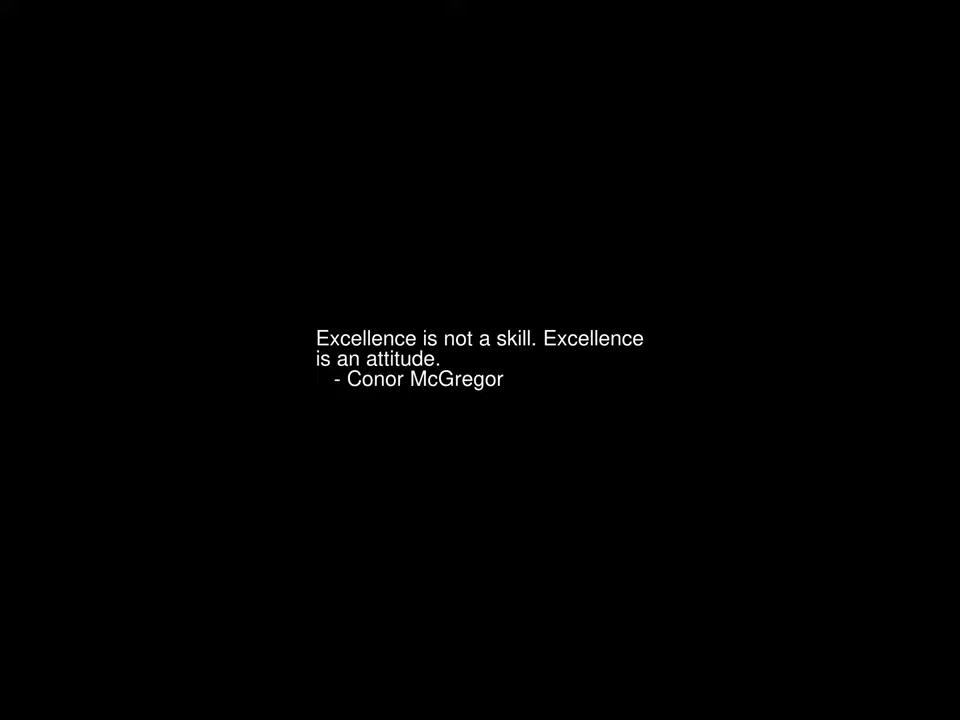 Excellence is not a skill. Excellence
is an attitude.
- Conor McGregor